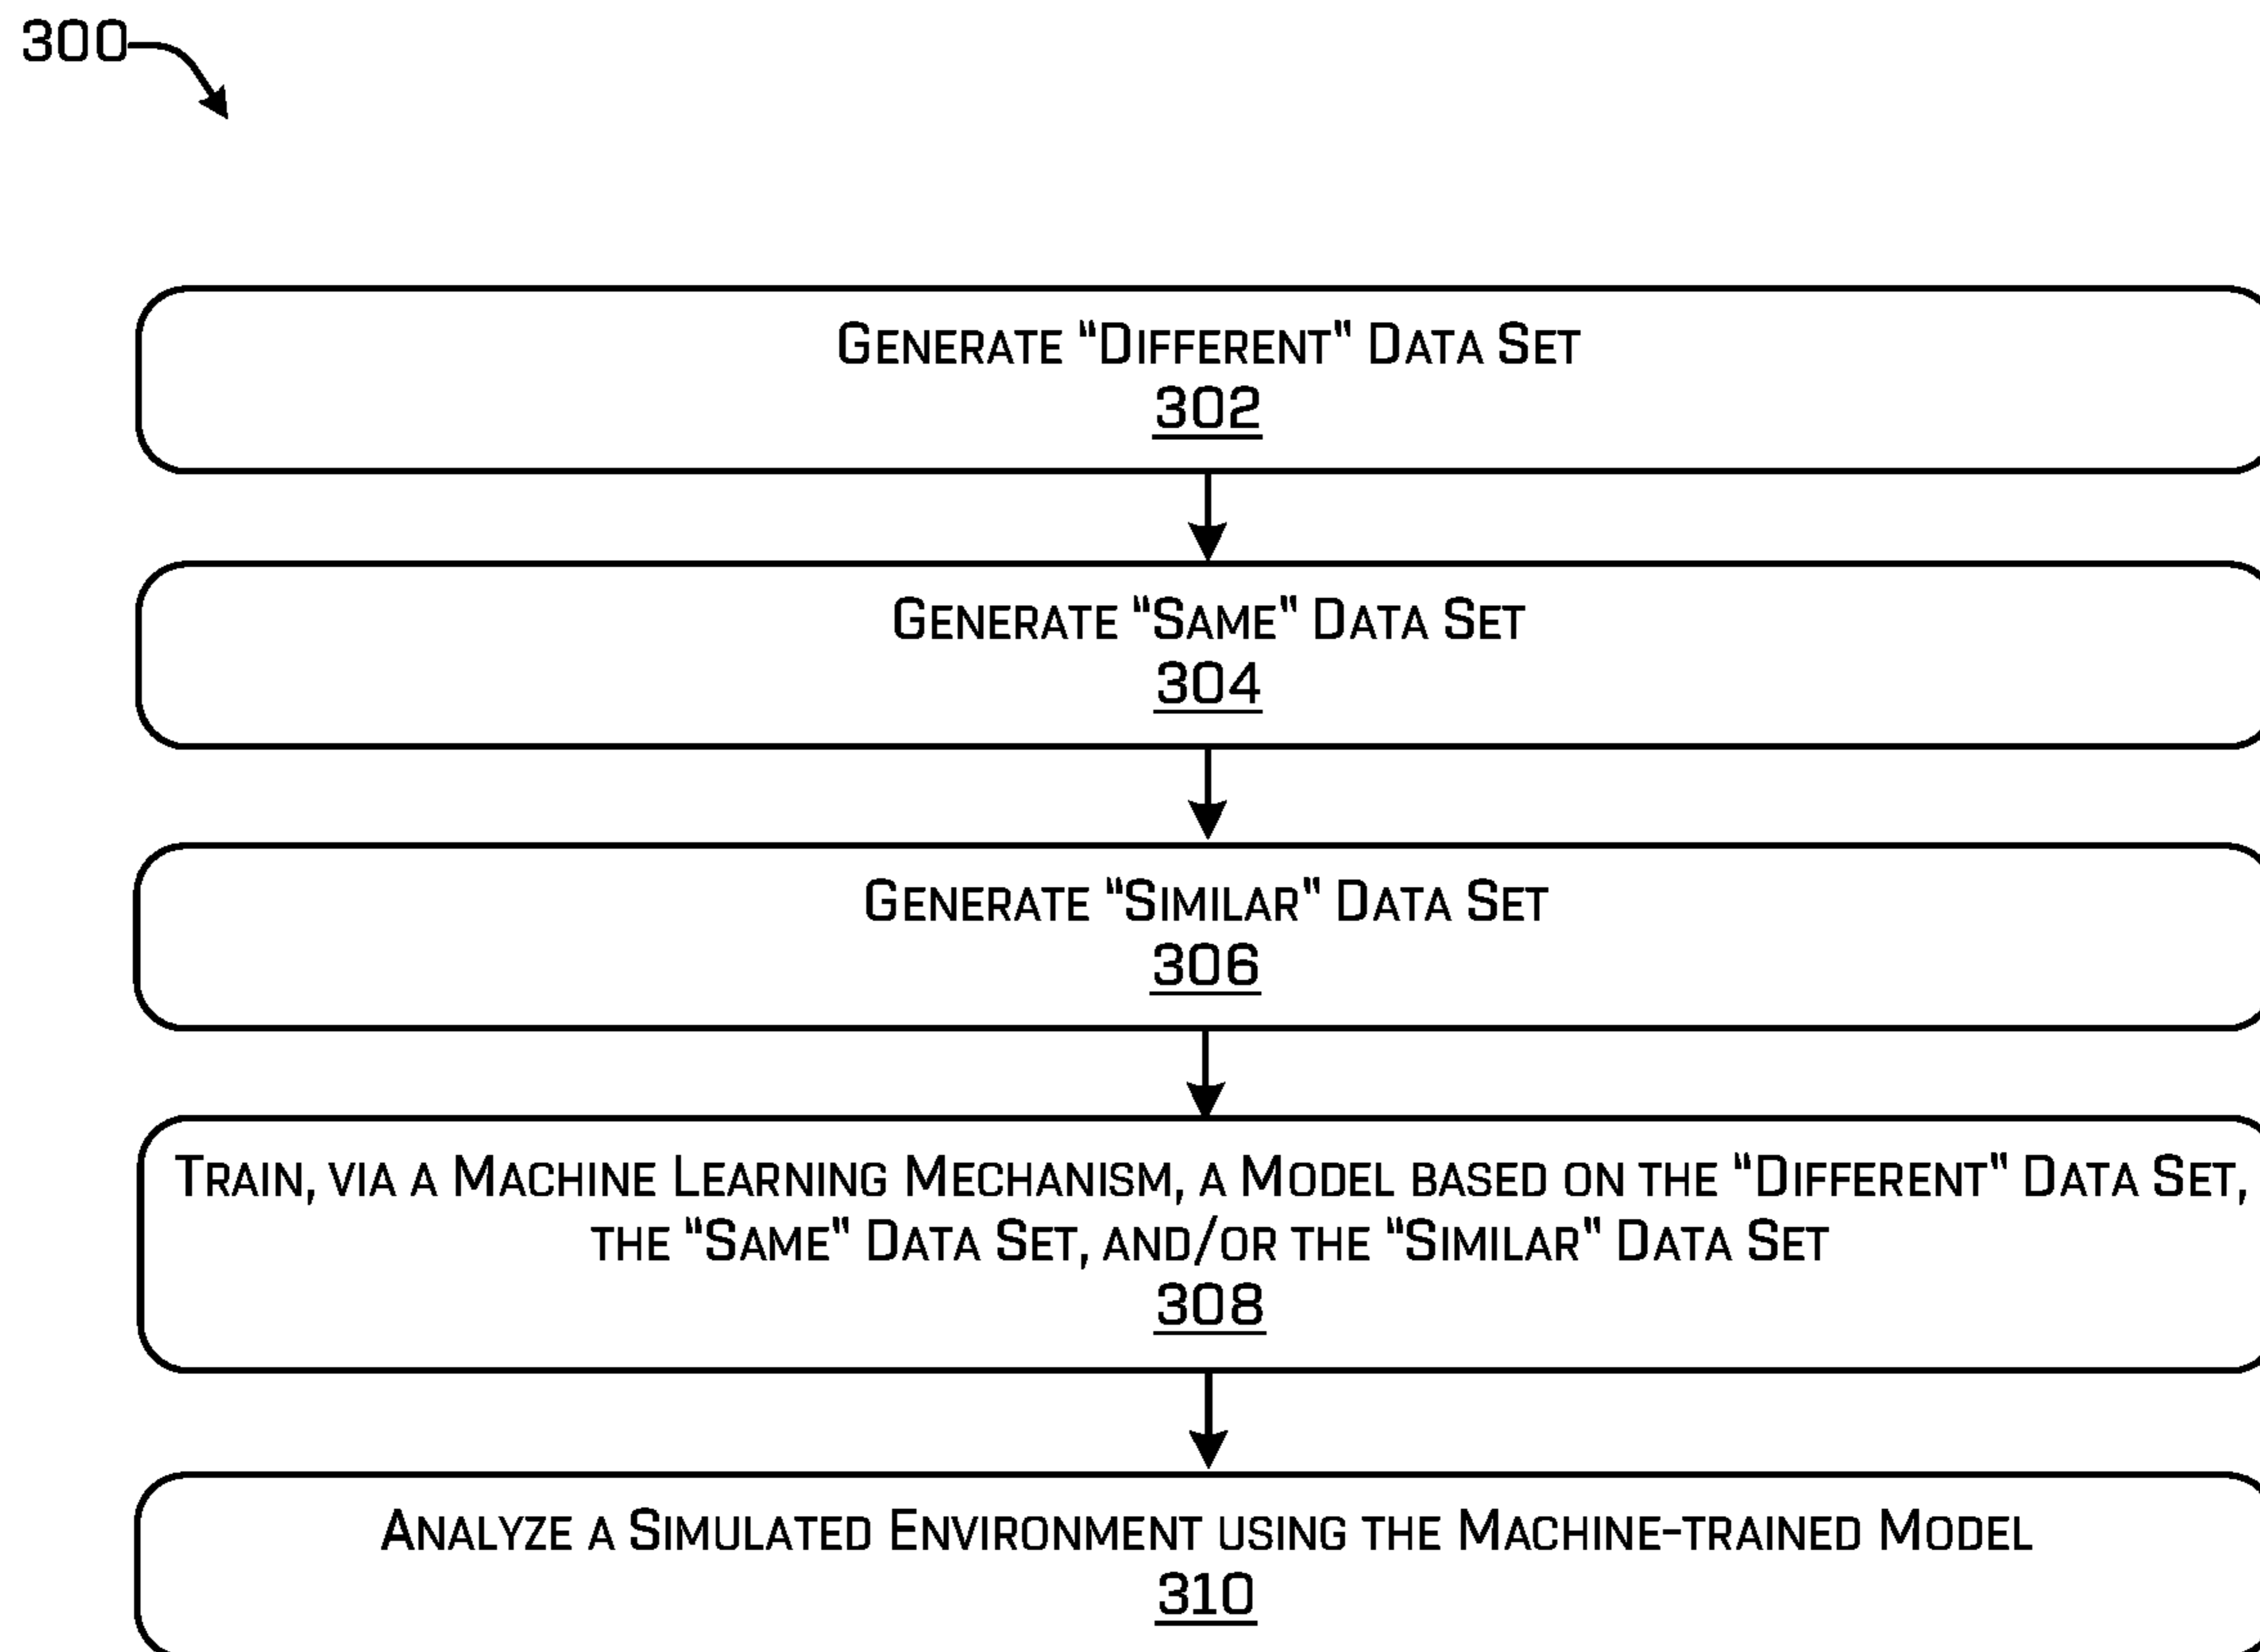 300
Generate "Different" Data Set
302
Generate "Same" Data Set
304
Generate "Similar" Data Set
306
Train, via a Machine Learning Mechanism, a Model based on the "Different" Data Set,
the "Same" Data Set, and/or the "Similar" Data Set
308
Analyze a Simulated Environment using the Machine-trained Model
310